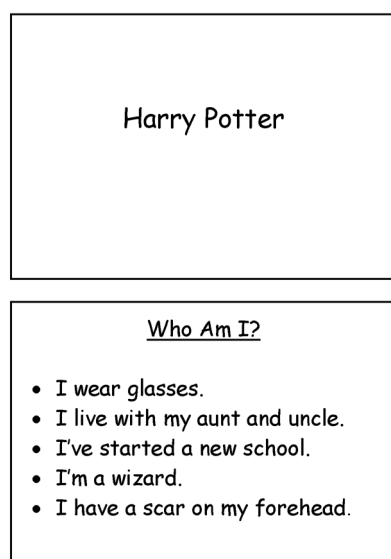 Harry Potter
Who Am I?
• I wear glasses.
• I live with my aunt and uncle.
• I've started a new school.
• I'm a wizard.
• I have a scar on my forehead.